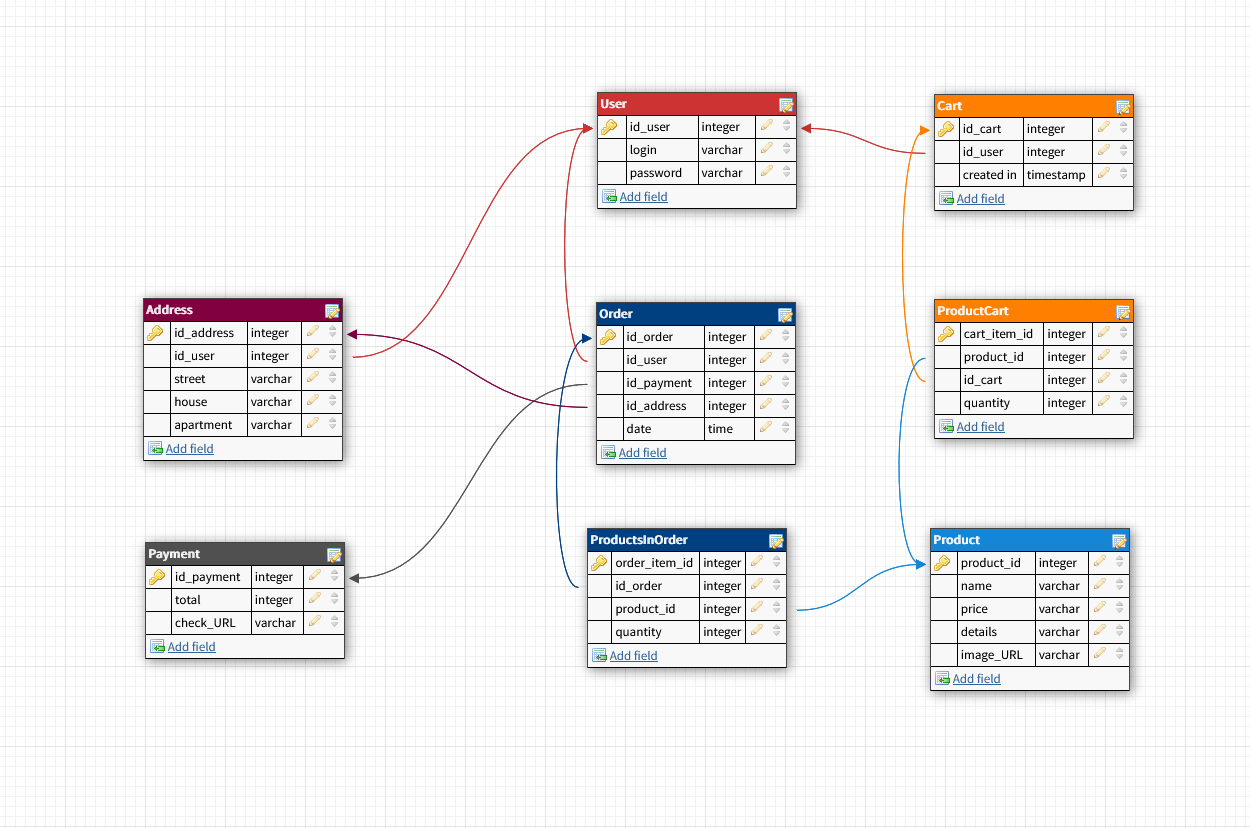 User
id_user integer
login varchar
password varchar
Add field
Cart
id_cart integer
id_user integer
created in timestamp
Add field
Address
id_address integer
id_user integer
street varchar
house varchar
apartment varchar
Add field
Order
id_order integer
id_user integer
id_payment integer
id_address integer
date time
Add field
ProductCart
cart_item_id integer
product_id integer
id_cart integer
quantity integer
Add field
Payment
id_payment integer
total integer
check_URL varchar
Add field
ProductsInOrder
order_item_id integer
id_order integer
product_id integer
quantity integer
Add field
Product
product_id integer
name varchar
price varchar
details varchar
image_URL varchar
Add field